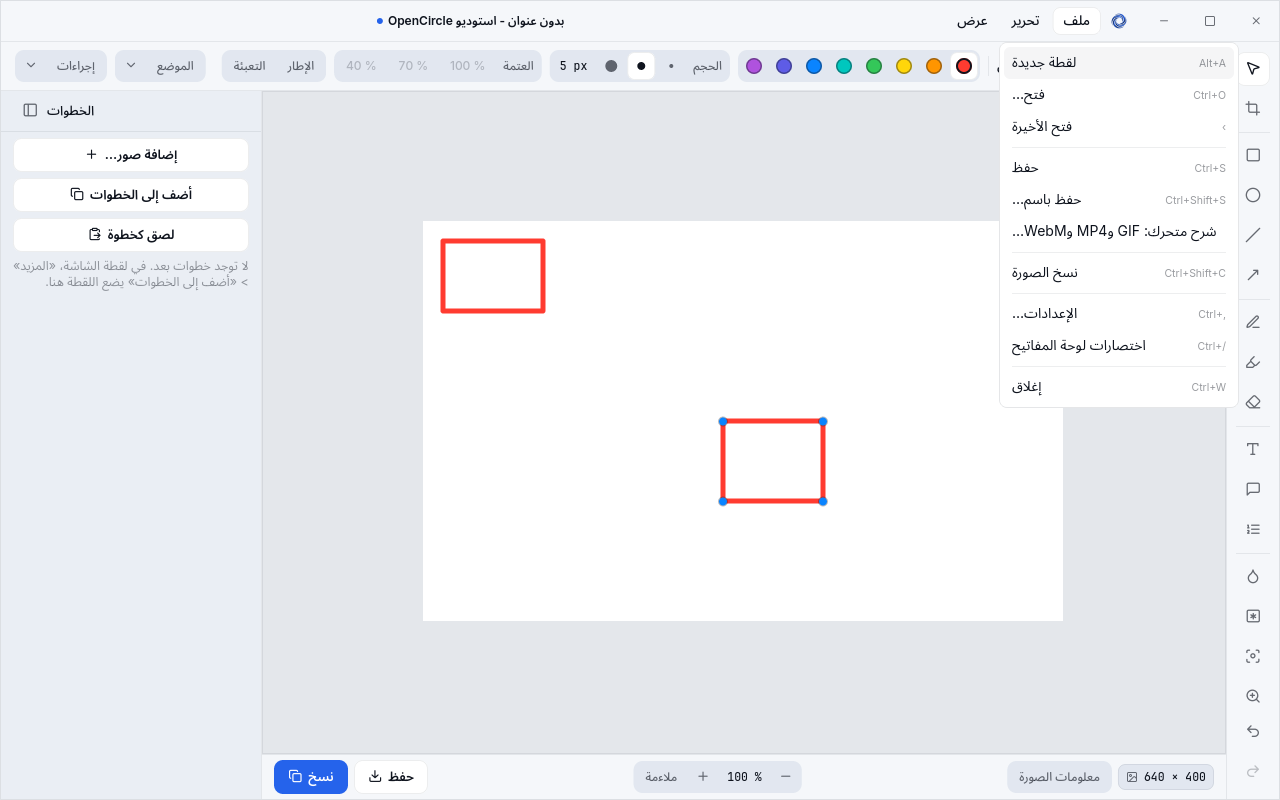 ملف
تحرير
عرض
بدون عنوان - استوديو OpenCircle
الحجم
5 px
العتمة
100 %
70 %
40 %
الإطار
التعبئة
الموضع
إجراءات
لقطة جديدة Alt+A
فتح... Ctrl+O
فتح الأخيرة
حفظ Ctrl+S
حفظ باسم... Ctrl+Shift+S
شرح متحرك: GIF وMP4 وWebM...
نسخ الصورة Ctrl+Shift+C
الإعدادات... Ctrl+,
اختصارات لوحة المفاتيح Ctrl+/
إغلاق Ctrl+W
الخطوات
إضافة صور...
أضف إلى الخطوات
لصق كخطوة
لا توجد خطوات بعد. في لقطة الشاشة، «المزيد»
> «أضف إلى الخطوات» يضع اللقطة هنا.
640 × 400
معلومات الصورة
100 %
ملاءمة
حفظ
نسخ